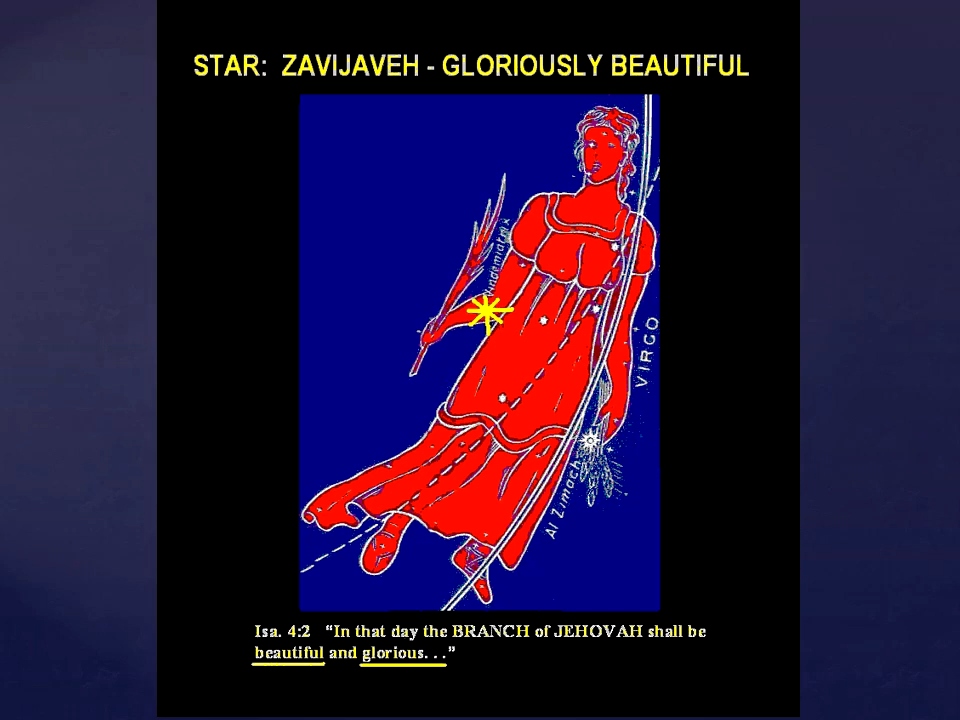 STAR: ZAVIJAVEH - GLORIOUSLY BEAUTIFUL
Vindemiatrix
VIRGO
Al Zimach
Isa. 4:2 “In that day the BRANCH of JEHOVAH shall be
beautiful and glorious. . .”